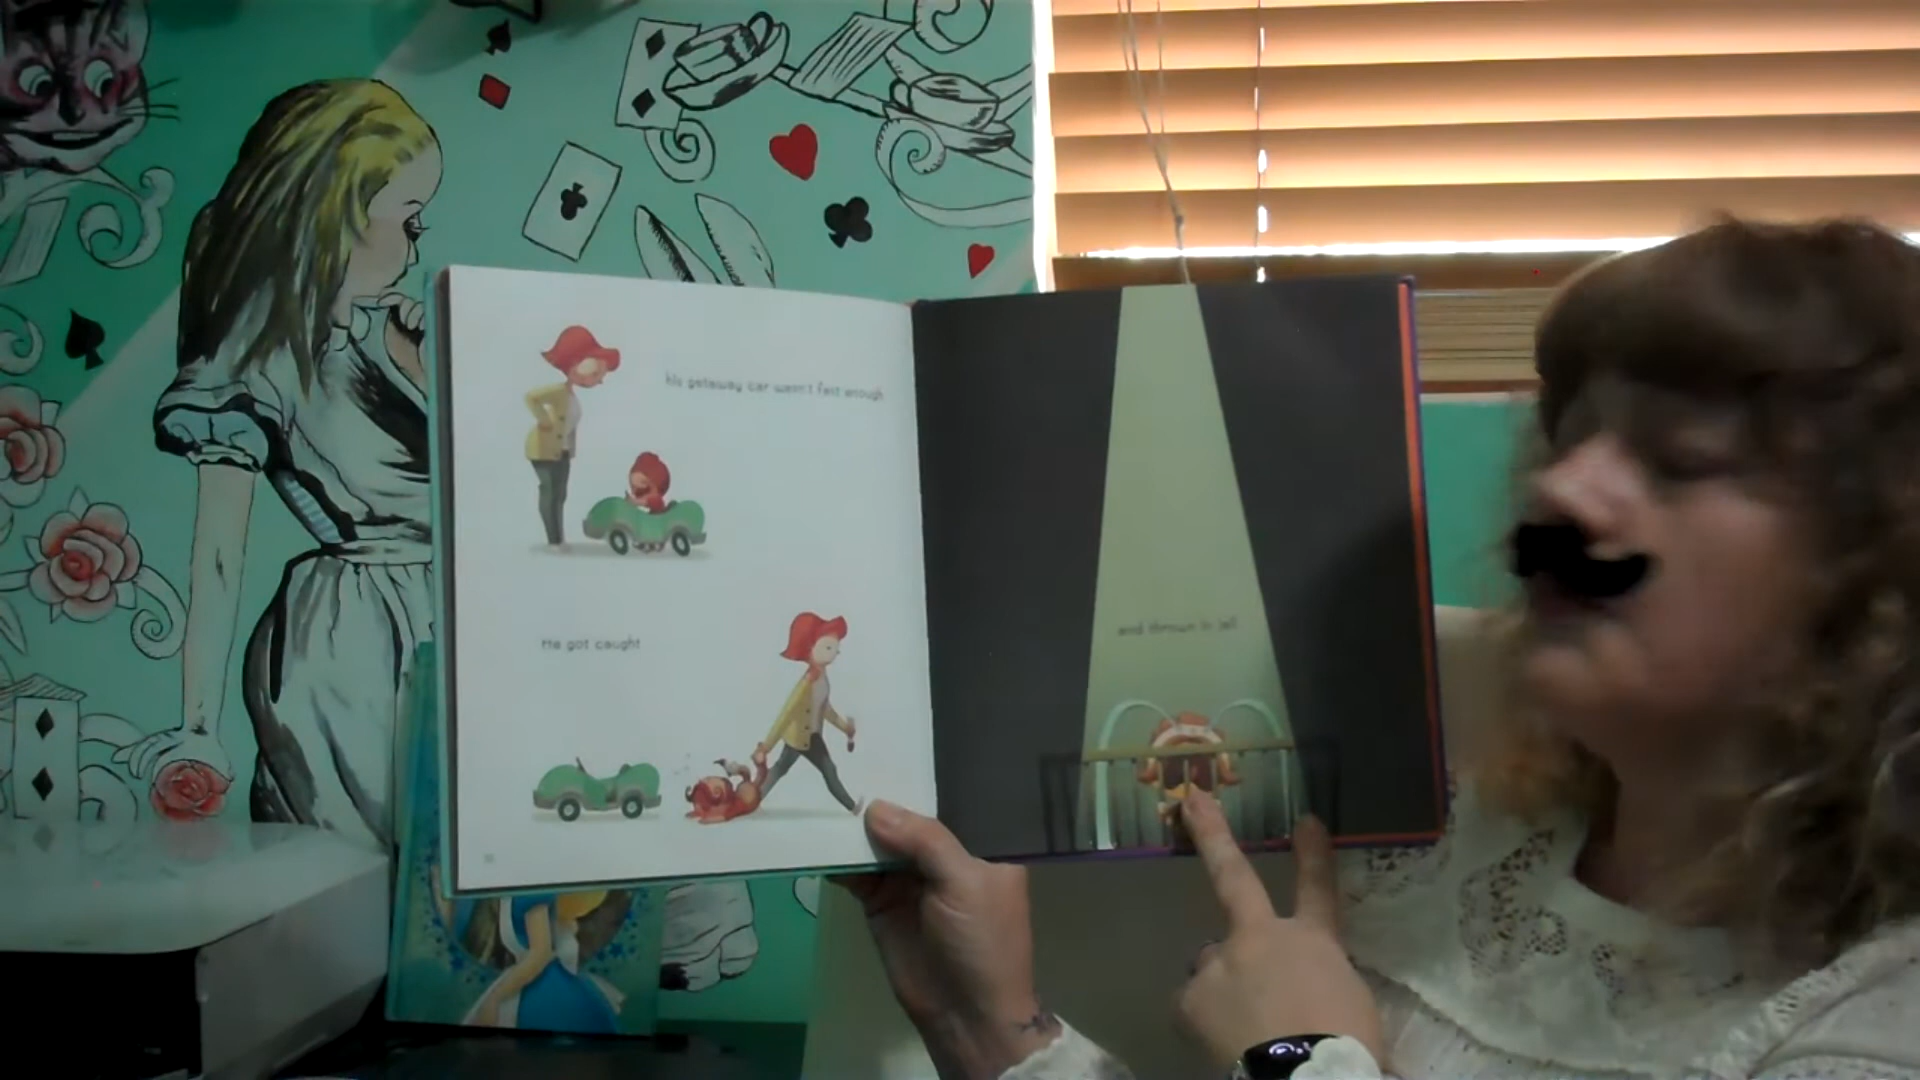 his getaway car wasn't fast enough
He got caught
and thrown in jail